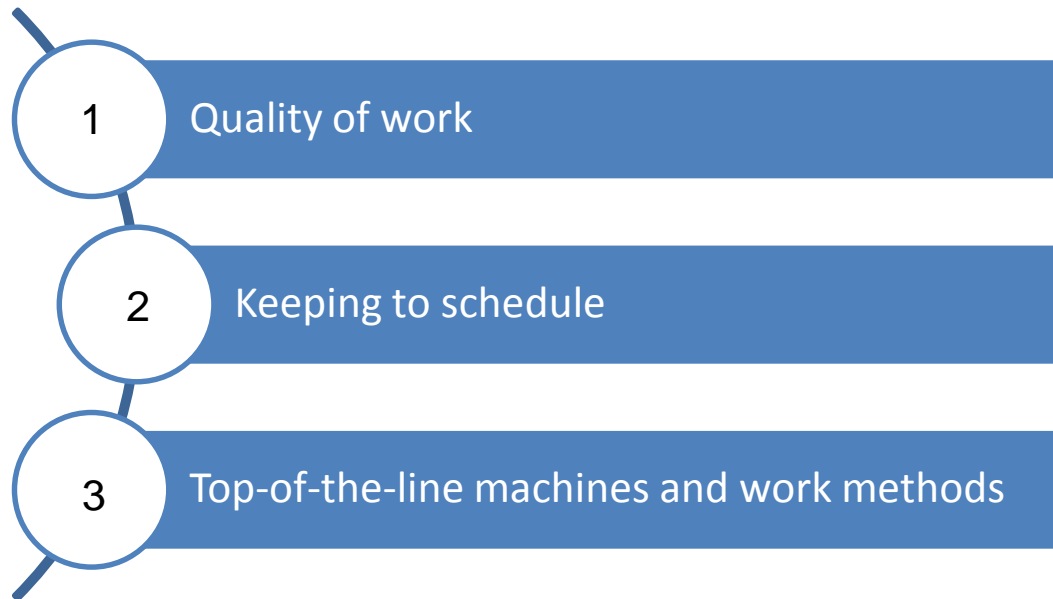 1 Quality of work
2 Keeping to schedule
3 Top-of-the-line machines and work methods